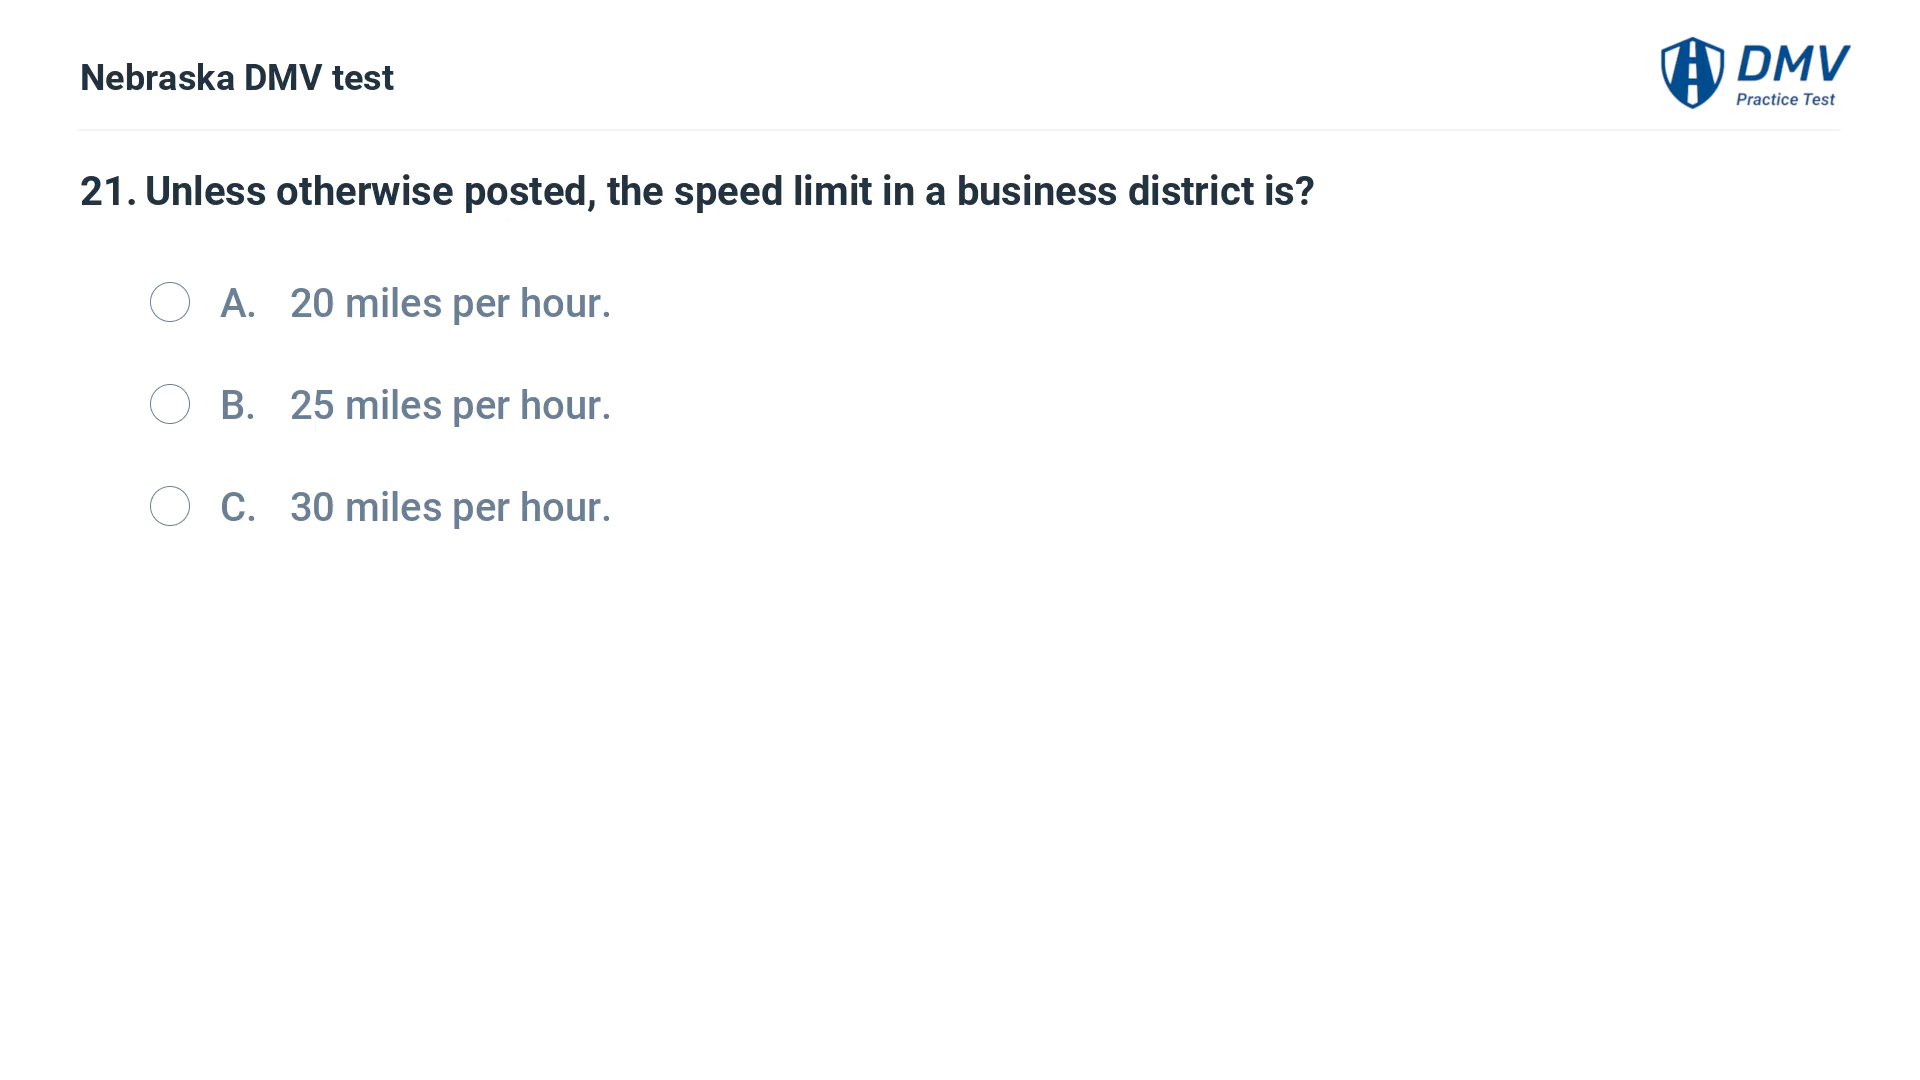 Nebraska DMV test
DMV
Practice Test
21. Unless otherwise posted, the speed limit in a business district is?
A. 20 miles per hour.
B. 25 miles per hour.
C. 30 miles per hour.